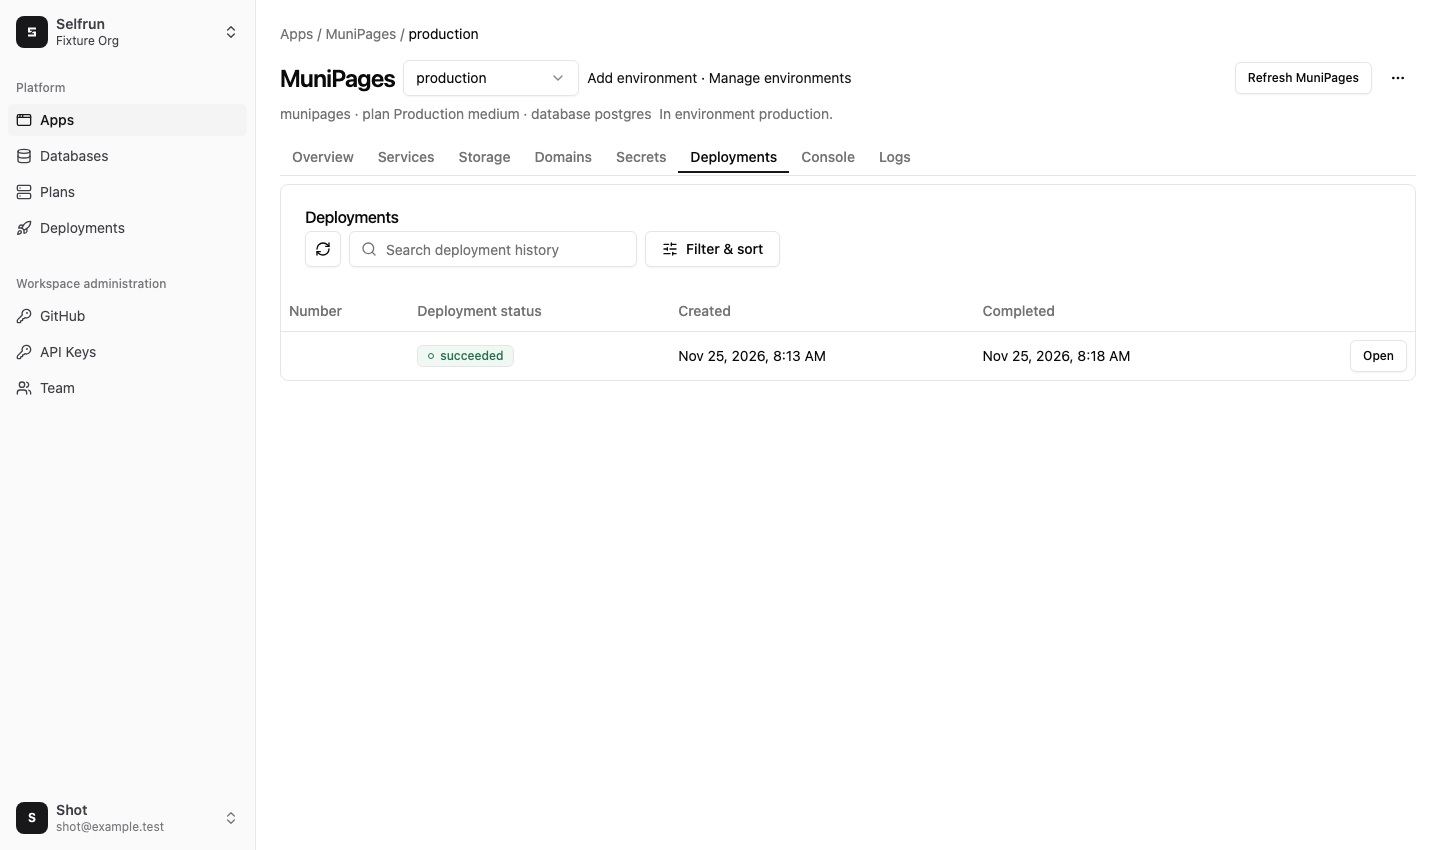 Selfrun
Fixture Org
Platform
Apps
Databases
Plans
Deployments
Workspace administration
GitHub
API Keys
Team
S
Shot
shot@example.test
Apps / MuniPages / production
MuniPages
production
Add environment · Manage environments
Refresh MuniPages
munipages · plan Production medium · database postgres In environment production.
Overview
Services
Storage
Domains
Secrets
Deployments
Console
Logs
Deployments
Search deployment history
Filter & sort
Number
Deployment status
Created
Completed
succeeded
Nov 25, 2026, 8:13 AM
Nov 25, 2026, 8:18 AM
Open